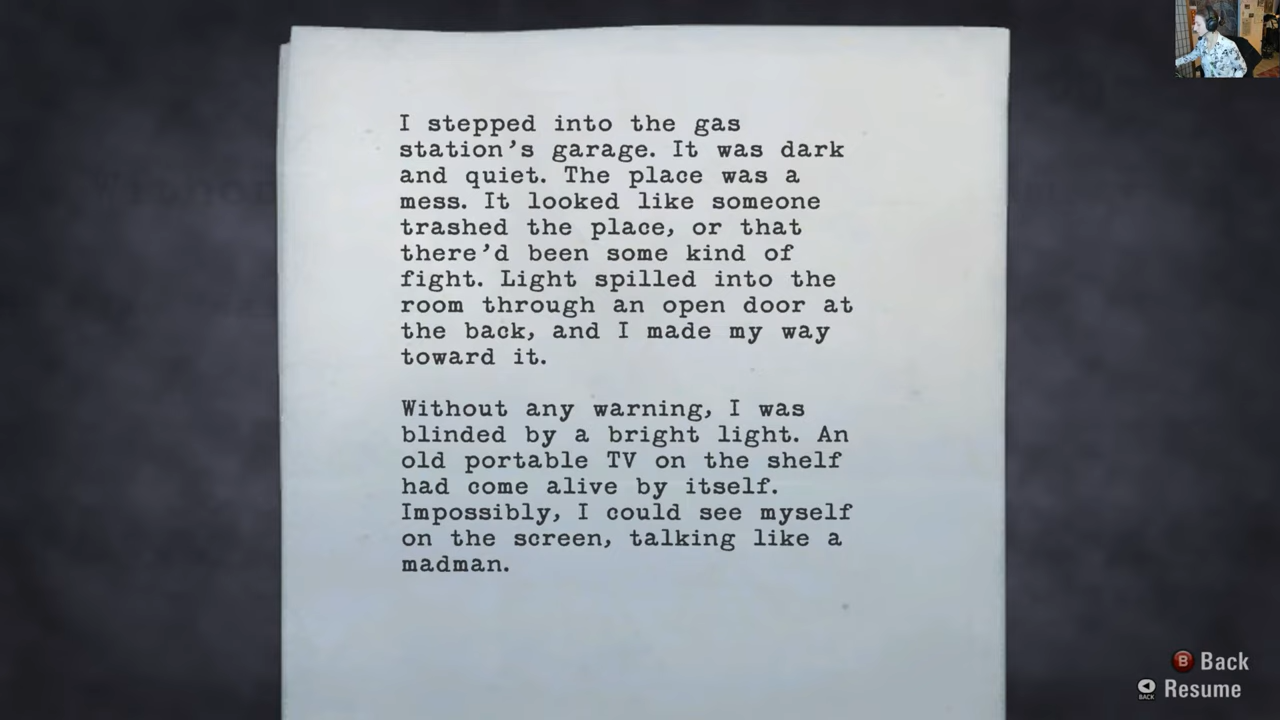 I stepped into the gas
station's garage. It was dark
and quiet. The place was a
mess. It looked like someone
trashed the place, or that
there'd been some kind of
fight. Light spilled into the
room through an open door at
the back, and I made my way
toward it.
Without any warning, I was
blinded by a bright light. An
old portable TV on the shelf
had come alive by itself.
Impossibly, I could see myself
on the screen, talking like a
madman.
B Back
BACK Resume